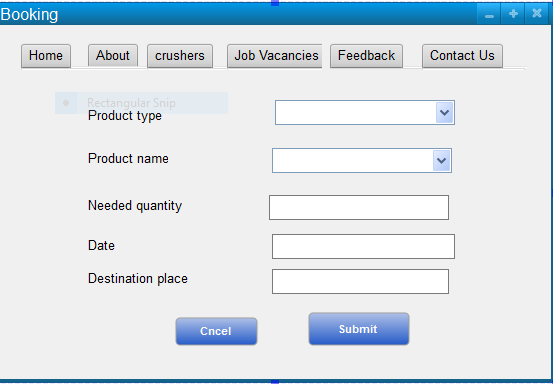 Booking
Home About crushers Job Vacancies Feedback Contact Us
Rectangular Snip
Product type
Product name
Needed quantity
Date
Destination place
Cncel Submit